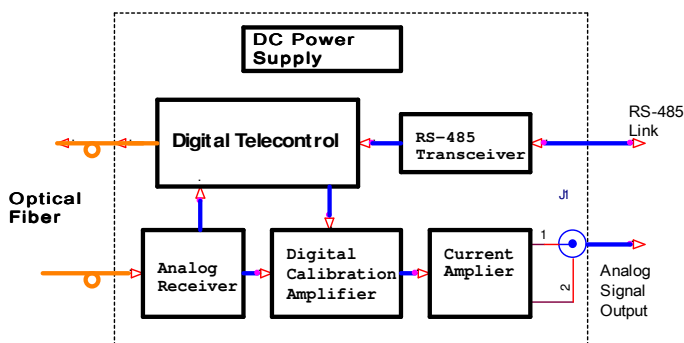 DC Power
Supply
Digital Telecontrol
RS-485
Transceiver
RS-485
Link
Optical
Fiber
J1
Analog
Receiver
Digital
Calibration
Amplifier
Current
Amplier
1
2
Analog
Signal
Output